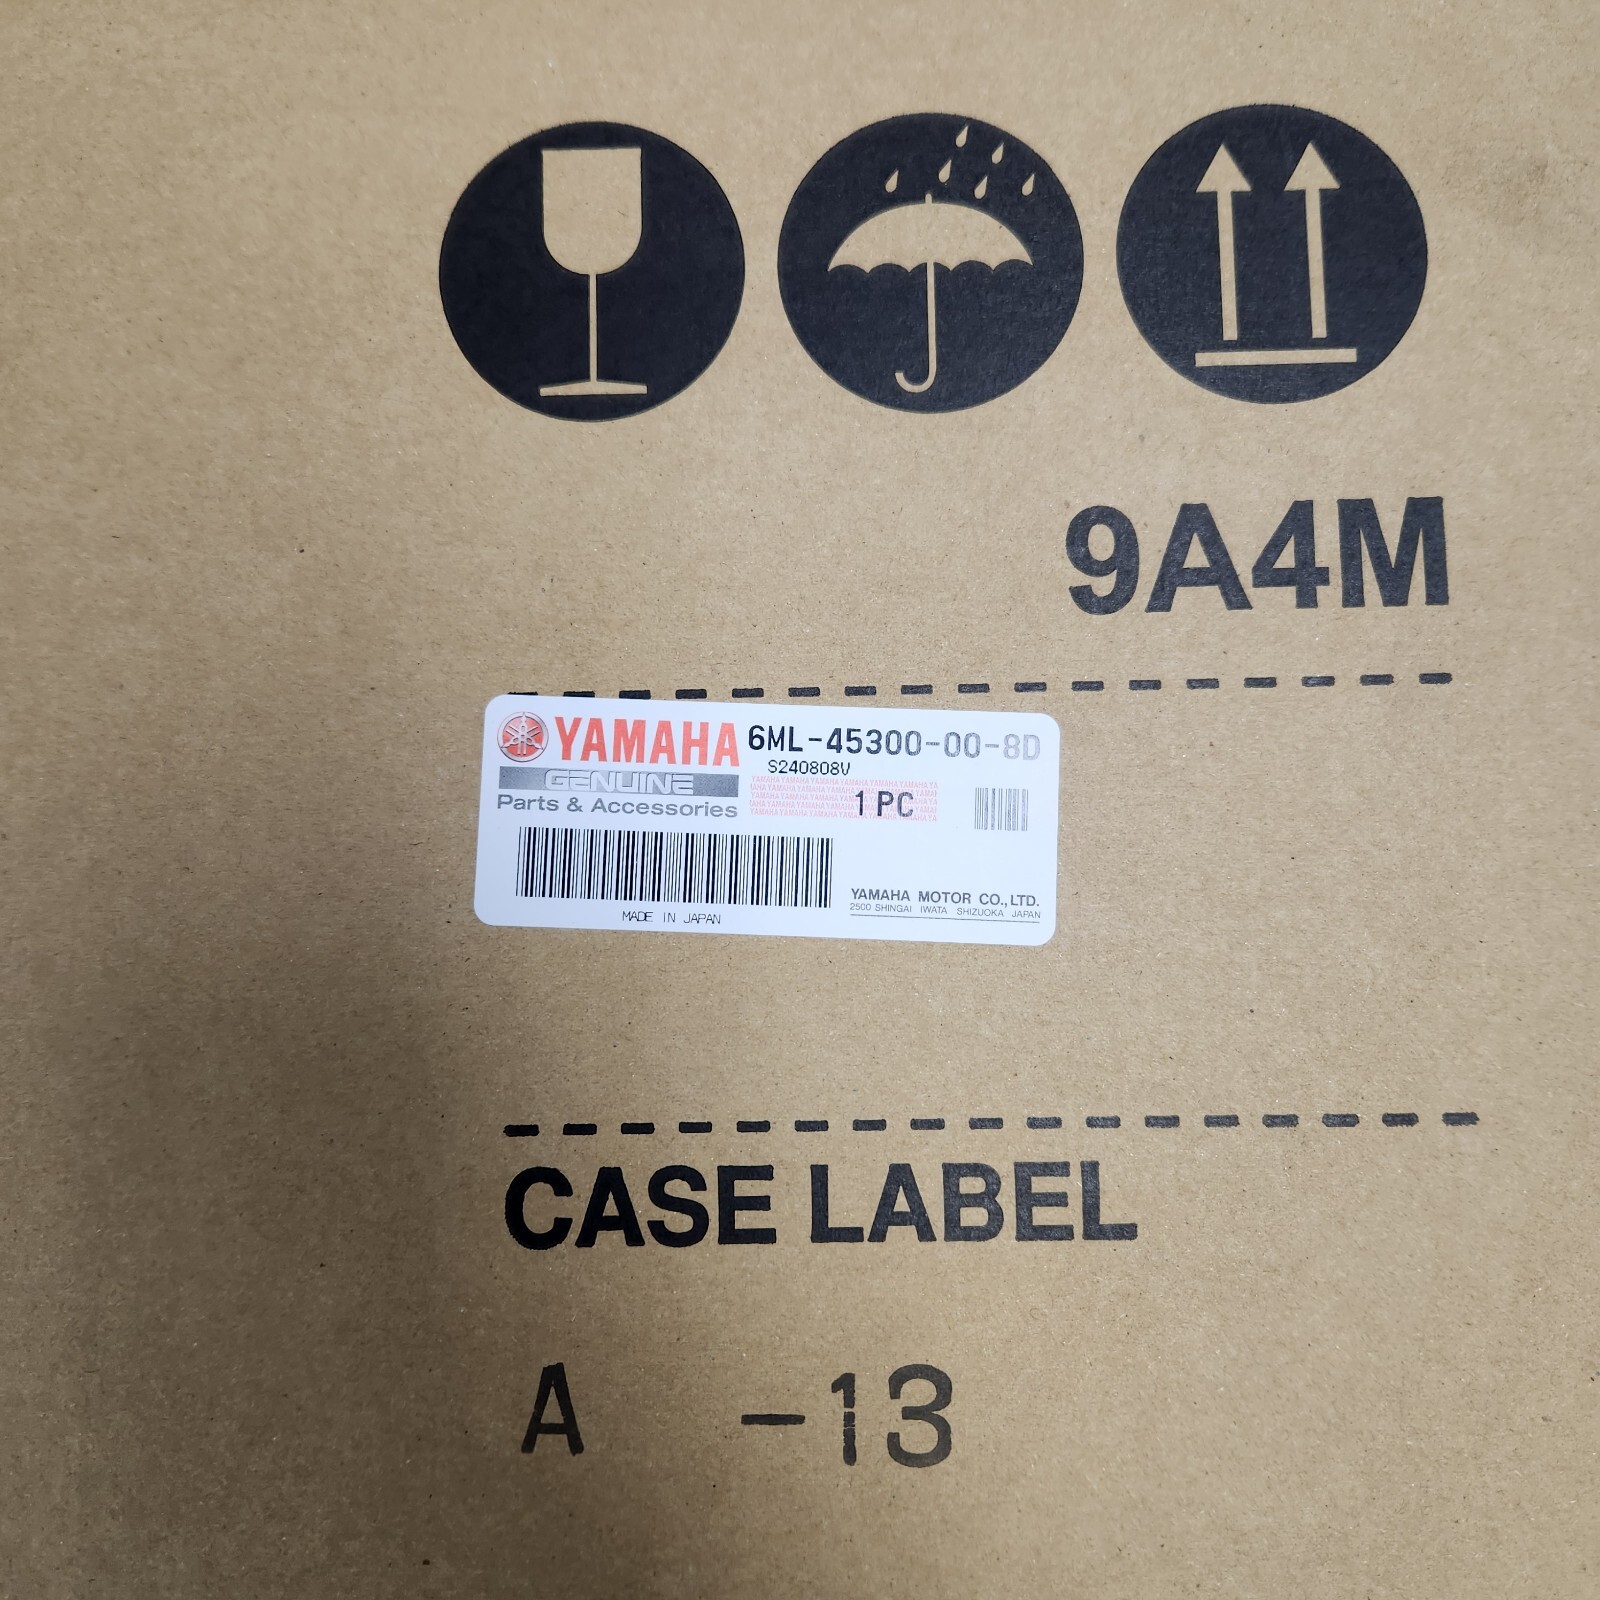 9A4M
YAMAHA 6ML-45300-00-8D
GENUINE S240808V
Parts & Accessories 1 PC
MADE IN JAPAN
YAMAHA MOTOR CO.,LTD.
2500 SHINGAI IWATA SHIZUOKA JAPAN
CASE LABEL
A -13